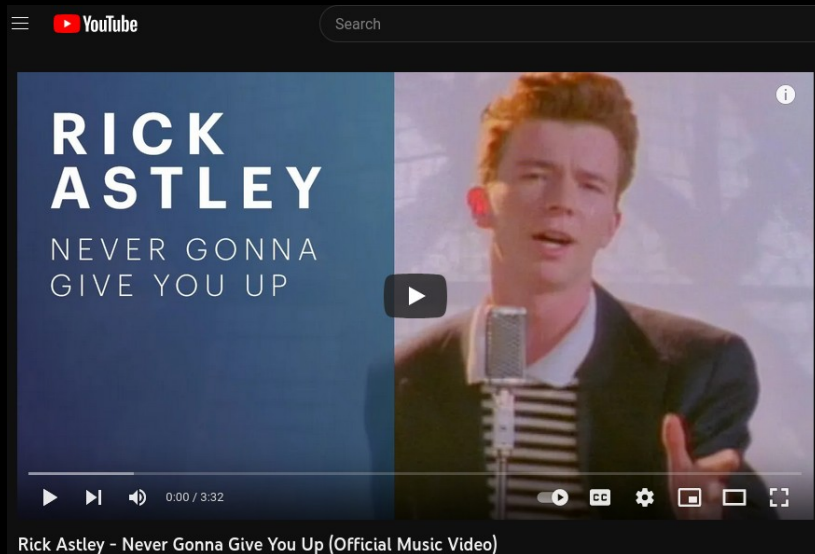 YouTube
Search
RICK
ASTLEY
NEVER GONNA
GIVE YOU UP
i
0:00 / 3:32
CC
Rick Astley - Never Gonna Give You Up (Official Music Video)